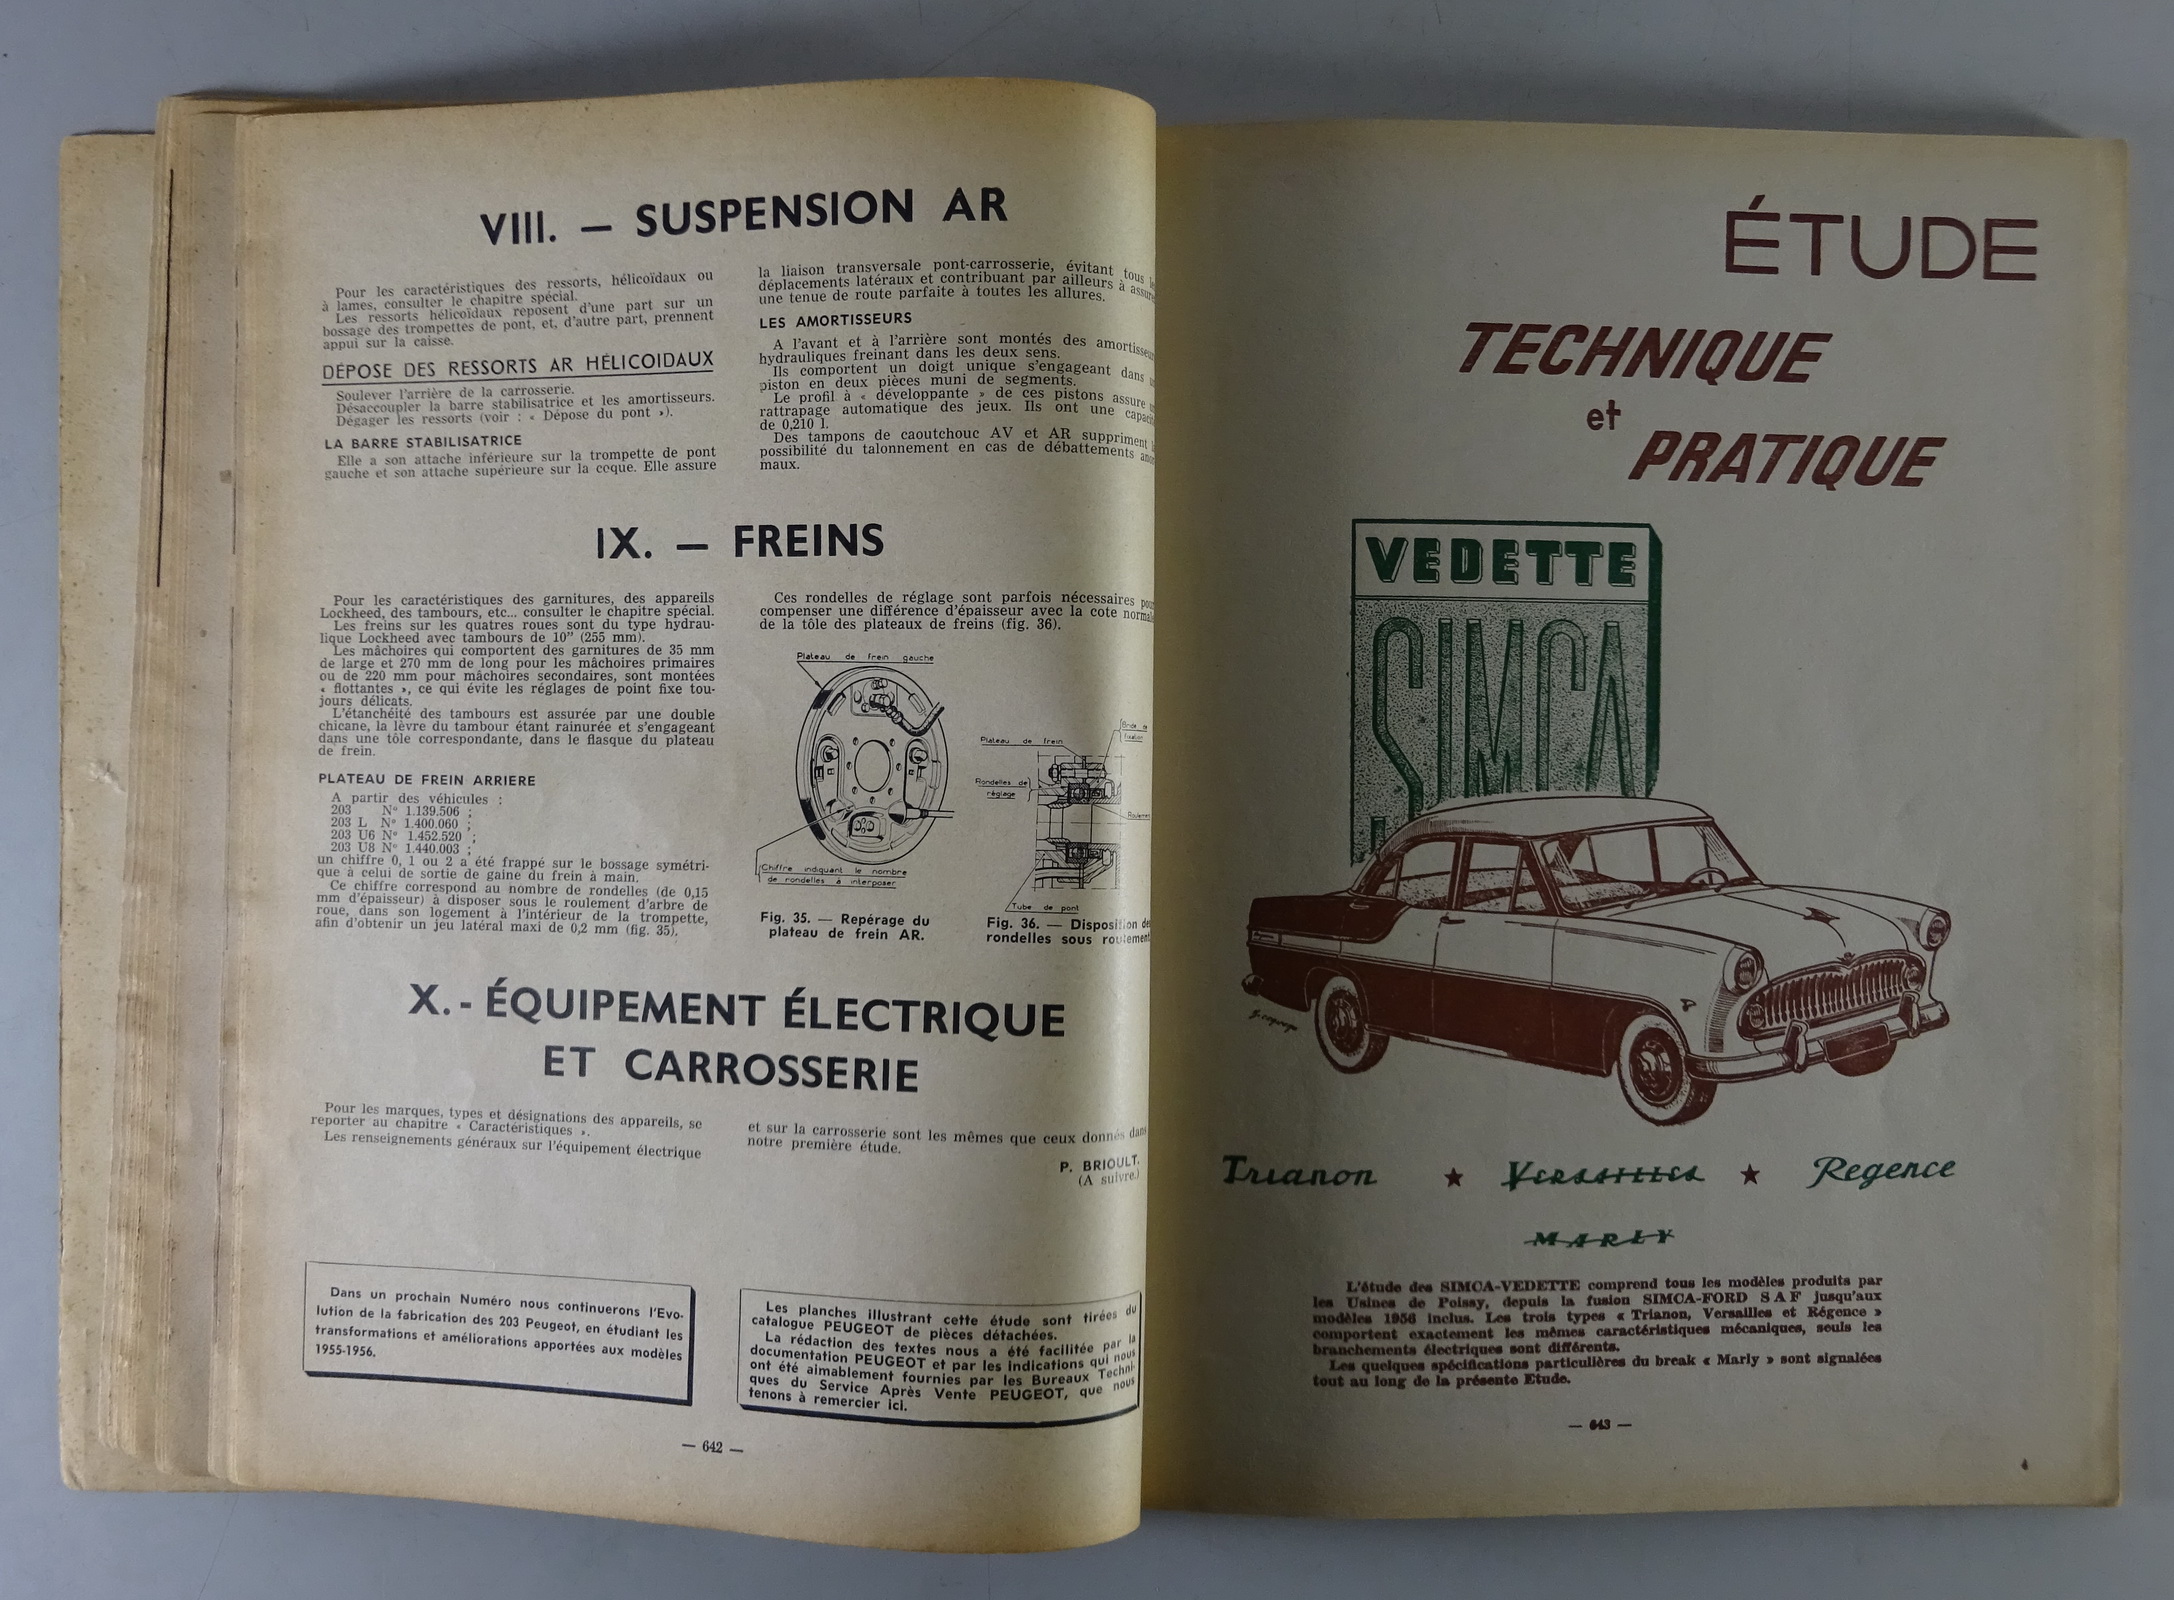 VIII. — SUSPENSION AR
Pour les caractéristiques des ressorts, hélicoïdaux ou
à lames, consulter le chapitre spécial.
Les ressorts hélicoïdaux reposent d'une part sur un
bossage des trompettes de pont, et, d'autre part, prennent
appui sur la caisse.
DÉPOSE DES RESSORTS AR HÉLICOIDAUX
Soulever l'arrière de la carrosserie.
Désaccoupler la barre stabilisatrice et les amortisseurs.
Dégager les ressorts (voir : « Dépose du pont »).
LA BARRE STABILISATRICE
Elle a son attache inférieure sur la trompette de pont
gauche et son attache supérieure sur la coque. Elle assure
la liaison transversale pont-carrosserie, évitant tous
déplacements latéraux et contribuant par ailleurs à
une tenue de route parfaite à toutes les allures.
LES AMORTISSEURS
A l'avant et à l'arrière sont montés des
hydrauliques freinant dans les deux sens.
Ils comportent un doigt unique s'engageant dans
piston en deux pièces muni de segments.
Le profil à « développante » de ces pistons assure
rattrapage automatique des jeux. Ils ont une
de 0,210 l.
Des tampons de caoutchouc AV et AR suppriment
possibilité du talonnement en cas de débattements
maux.
IX. — FREINS
Pour les caractéristiques des garnitures, des appareils
Lockheed, des tambours, etc... consulter le chapitre spécial.
Les freins sur les quatres roues sont du type hydrau-
lique Lockheed avec tambours de 10" (255 mm).
Les mâchoires qui comportent des garnitures de 35 mm
de large et 270 mm de long pour les mâchoires primaires
ou de 220 mm pour mâchoires secondaires, sont montées
« flottantes », ce qui évite les réglages de point fixe tou-
jours délicats.
L'étanchéité des tambours est assurée par une double
chicane, la lèvre du tambour étant rainurée et s'engageant
dans une tôle correspondante, dans le flasque du plateau
de frein.
PLATEAU DE FREIN ARRIERE
A partir des véhicules :
203 N° 1.139.506 ;
203 L N° 1.400.060 ;
203 U6 N° 1.452.520 ;
203 U8 N° 1.440.003 ;
un chiffre 0, 1 ou 2 a été frappé sur le bossage symétri-
que à celui de sortie de gaine du frein à main.
Ce chiffre correspond au nombre de rondelles (de 0,15
mm d'épaisseur) à disposer sous le roulement d'arbre de
roue, dans son logement à l'intérieur de la trompette,
afin d'obtenir un jeu latéral maxi de 0,2 mm (fig. 35).
Ces rondelles de réglage sont parfois nécessaires
compenser une différence d'épaisseur avec la cote
de la tôle des plateaux de freins (fig. 36).
Plateau de frein gauche
Chiffre indiquant le nombre
de rondelles à interposer
Fig. 35. — Repérage du
plateau de frein AR.
Bride de
fixation
Plateau de frein
Rondelles de
réglage
Roulement
Tube de pont
Fig. 36. — Disposition
rondelles sous roulement
X. - ÉQUIPEMENT ÉLECTRIQUE
ET CARROSSERIE
Pour les marques, types et désignations des appareils, se
reporter au chapitre « Caractéristiques ».
Les renseignements généraux sur l'équipement électrique
et sur la carrosserie sont les mêmes que ceux donnés dans
notre première étude.
P. BRIOULT.
(A suivre.)
Dans un prochain Numéro nous continuerons l'Evo-
lution de la fabrication des 203 Peugeot, en étudiant les
transformations et améliorations apportées aux modèles
1955-1956.
Les planches illustrant cette étude sont tirées du
catalogue PEUGEOT de pièces détachées.
La rédaction des textes nous a été facilitée par la
documentation PEUGEOT et par les indications qui nous
ont été aimablement fournies par les Bureaux Techni-
ques du Service Après Vente PEUGEOT, que nous
tenons à remercier ici.
— 642 —
ÉTUDE
TECHNIQUE
et
PRATIQUE
VEDETTE
SIMCA
Trianon ★ VERSAILLES ★ Regence
MARLY
L'étude des SIMCA-VEDETTE comprend tous les modèles produits par
les Usines de Poissy, depuis la fusion SIMCA-FORD S A F jusqu'aux
modèles 1956 inclus. Les trois types « Trianon, Versailles et Régence »
comportent exactement les mêmes caractéristiques mécaniques, seuls les
branchements électriques sont différents.
Les quelques spécifications particulières du break « Marly » sont signalées
tout au long de la présente Etude.
— 643 —